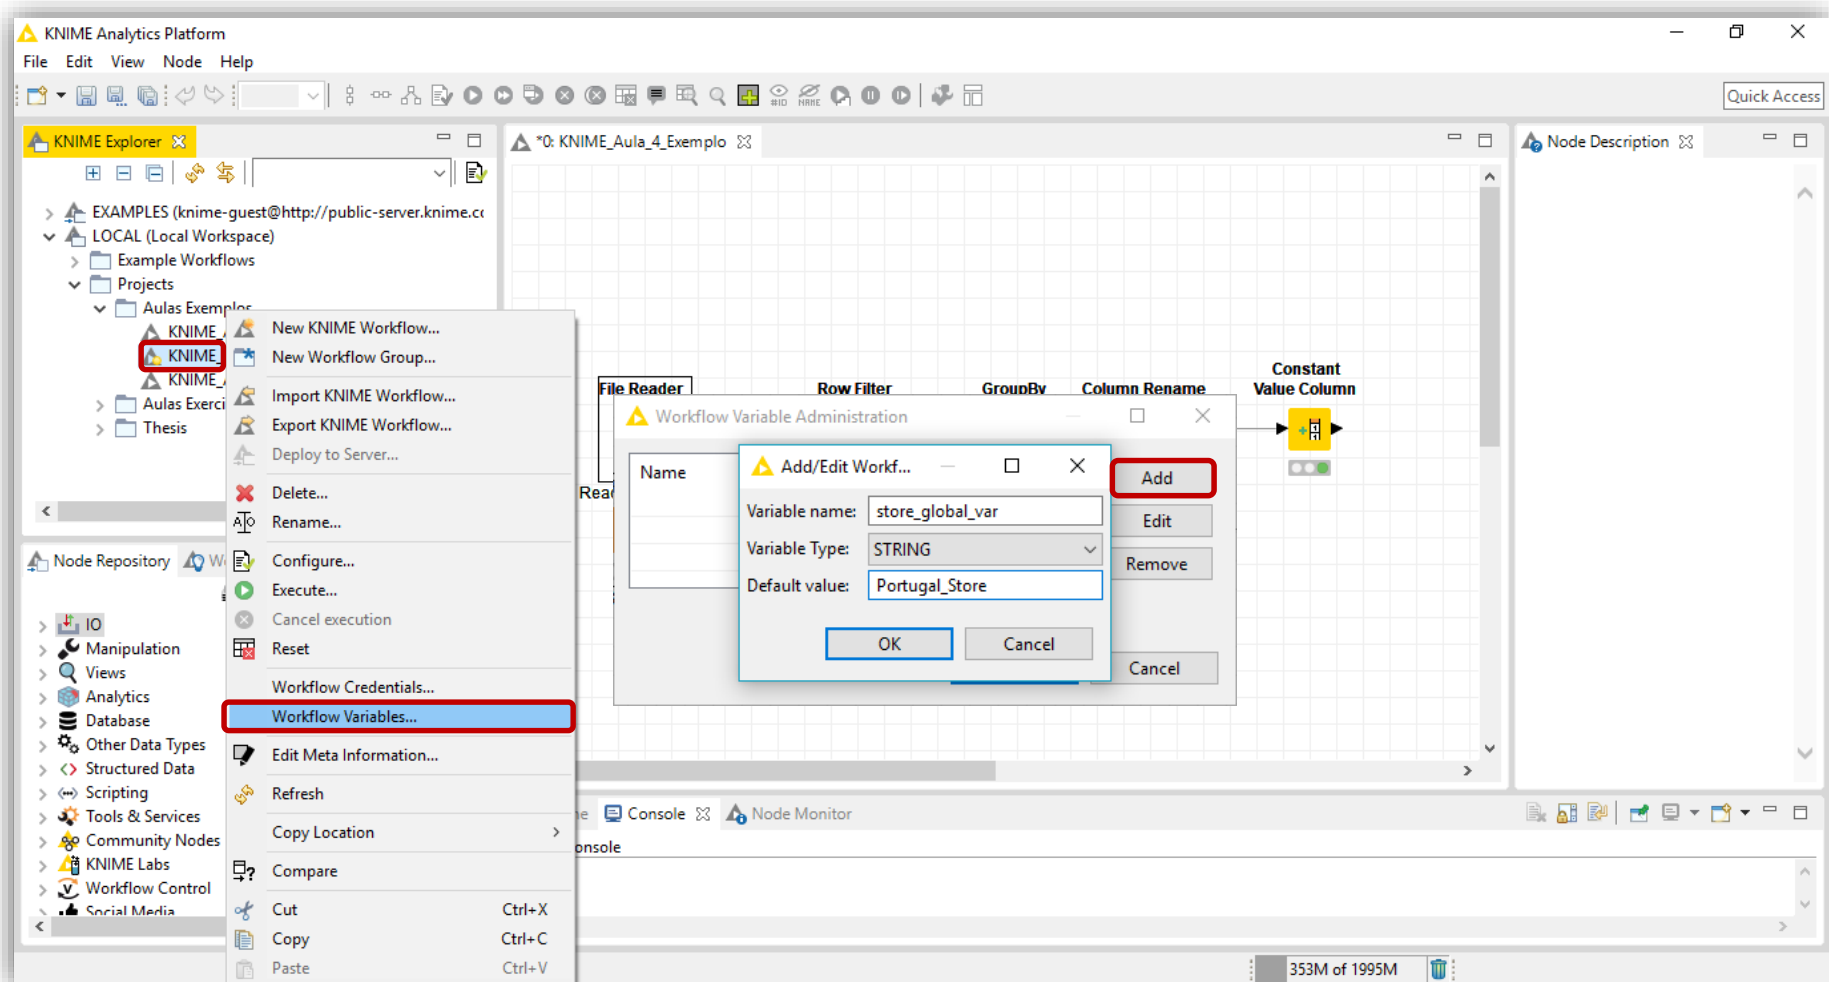 KNIME Analytics Platform
File Edit View Node Help
Quick Access
KNIME Explorer
EXAMPLES (knime-guest@http://public-server.knime.co
LOCAL (Local Workspace)
Example Workflows
Projects
Aulas Exemplos
KNIME_
KNIME_
KNIME_
Aulas Exerci
Thesis
Node Repository
IO
Manipulation
Views
Analytics
Database
Other Data Types
Structured Data
Scripting
Tools & Services
Community Nodes
KNIME Labs
Workflow Control
Social Media
New KNIME Workflow...
New Workflow Group...
Import KNIME Workflow...
Export KNIME Workflow...
Deploy to Server...
Delete...
Rename...
Configure...
Execute...
Cancel execution
Reset
Workflow Credentials...
Workflow Variables...
Edit Meta Information...
Refresh
Copy Location
Compare
Cut Ctrl+X
Copy Ctrl+C
Paste Ctrl+V
*0: KNIME_Aula_4_Exemplo
File Reader
Row Filter
GroupBy
Column Rename
Constant
Value Column
Read
Workflow Variable Administration
Name
Add
Edit
Remove
Cancel
Add/Edit Workf...
Variable name: store_global_var
Variable Type: STRING
Default value: Portugal_Store
OK Cancel
Node Description
Console
Node Monitor
onsole
353M of 1995M